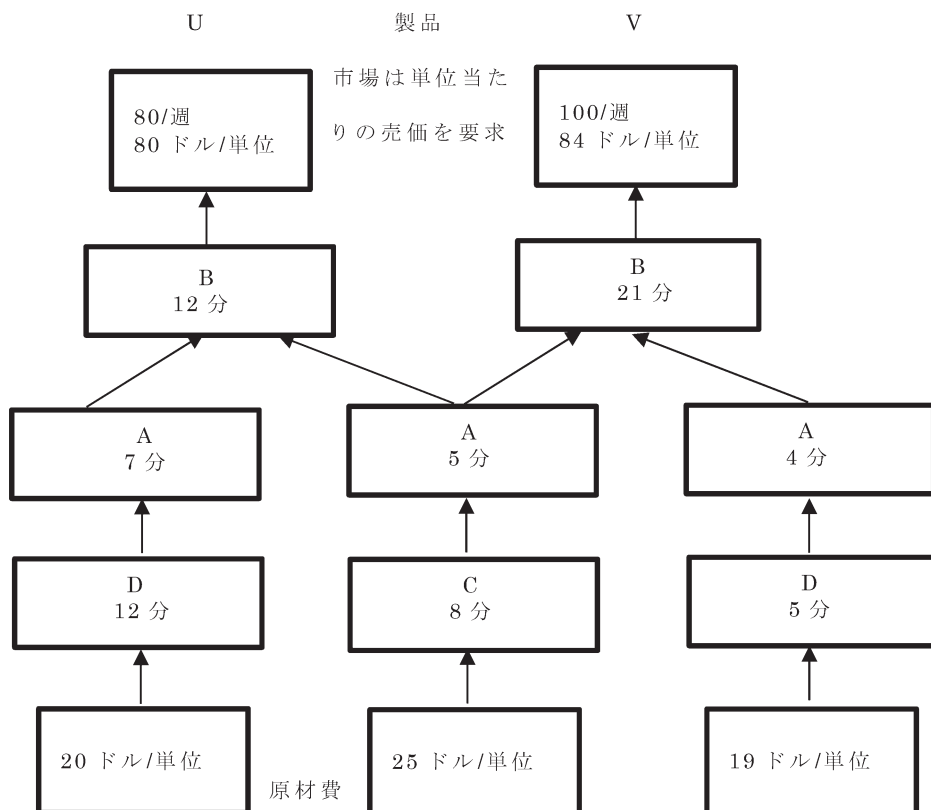 U 製品 V
市場は単位当た
りの売価を要求
80/週
80 ドル/単位
100/週
84 ドル/単位
B
12 分
B
21 分
A
7 分
A
5 分
A
4 分
D
12 分
C
8 分
D
5 分
20 ドル/単位
25 ドル/単位
19 ドル/単位
原材費